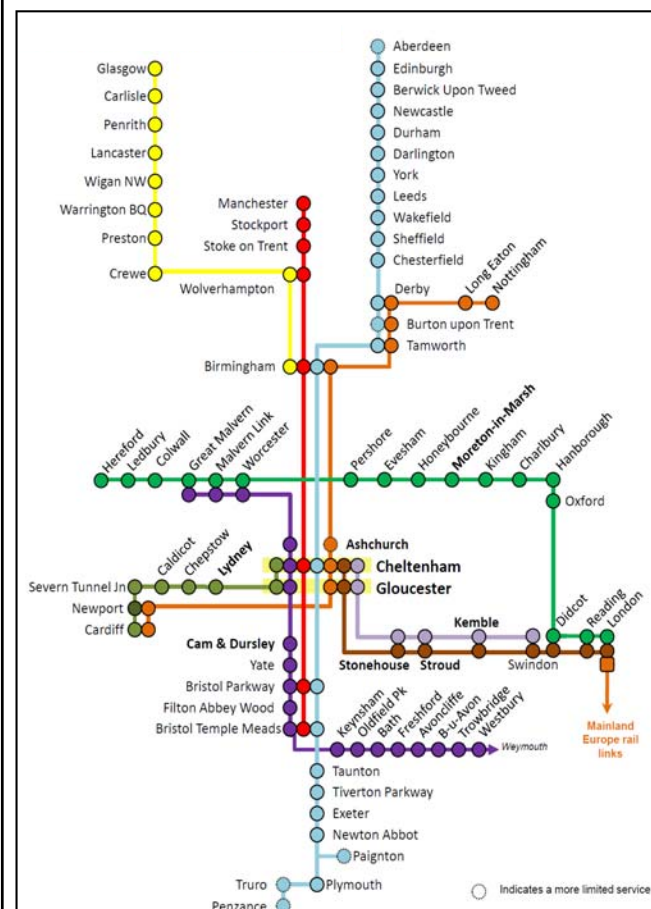 Aberdeen
Glasgow
Edinburgh
Carlisle
Berwick Upon Tweed
Penrith
Newcastle
Durham
Lancaster
Darlington
Wigan NW
York
Manchester
Leeds
Warrington BQ
Stockport
Wakefield
Preston
Stoke on Trent
Sheffield
Chesterfield
Crewe
Wolverhampton
Derby
Long Eaton
Nottingham
Burton upon Trent
Tamworth
Birmingham
Hereford
Ledbury
Colwall
Great Malvern
Malvern Link
Worcester
Pershore
Evesham
Honeybourne
Moreton-in-Marsh
Kingham
Charlbury
Hanborough
Oxford
Ashchurch
Caldicot
Chepstow
Lydney
Cheltenham
Severn Tunnel Jn
Gloucester
Newport
Cardiff
Kemble
Didcot
Reading
London
Cam & Dursley
Stonehouse
Stroud
Swindon
Yate
Bristol Parkway
Filton Abbey Wood
Bristol Temple Meads
Keynsham
Oldfield Pk
Bath
Freshford
Avoncliffe
B-u-Avon
Trowbridge
Westbury
Weymouth
Mainland
Europe rail
links
Taunton
Tiverton Parkway
Exeter
Newton Abbot
Paignton
Truro
Plymouth
Penzance
Indicates a more limited service